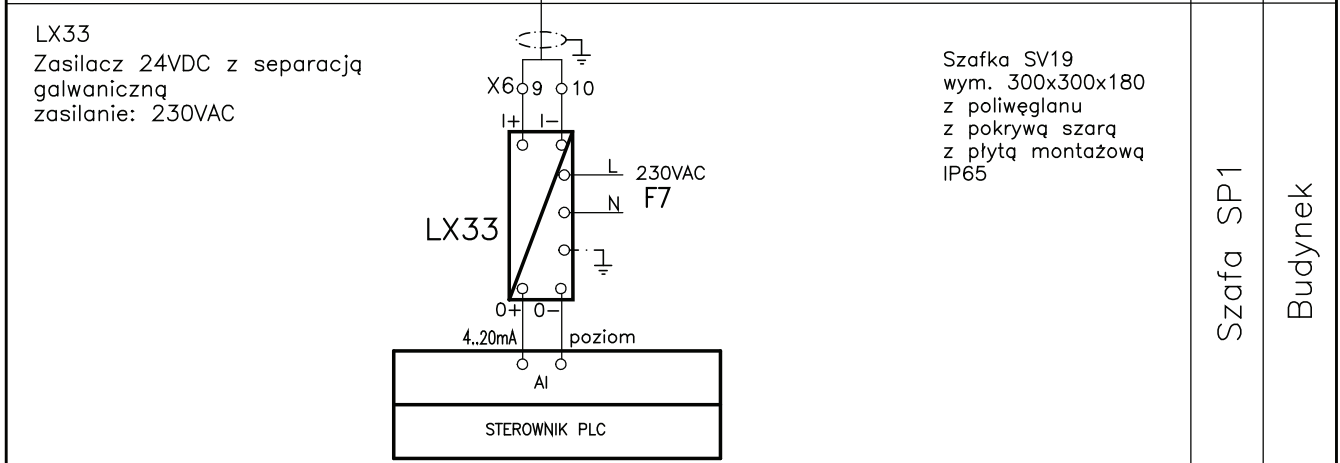 LX33
Zasilacz 24VDC z separacją
galwaniczną
zasilanie: 230VAC
X6 9 10
I+ I-
L 230VAC
F7
N
LX33
0+ 0-
4..20mA poziom
AI
STEROWNIK PLC
Szafka SV19
wym. 300x300x180
z poliwęglanu
z pokrywą szarą
z płytą montażową
IP65
Szafa SP1
Budynek